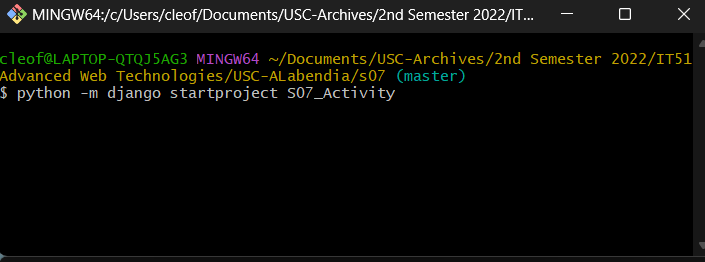 MINGW64:/c/Users/cleof/Documents/USC-Archives/2nd Semester 2022/IT...
cleof@LAPTOP-QTQJ5AG3 MINGW64 ~/Documents/USC-Archives/2nd Semester 2022/IT51
Advanced Web Technologies/USC-ALabendia/s07 (master)
$ python -m django startproject S07_Activity